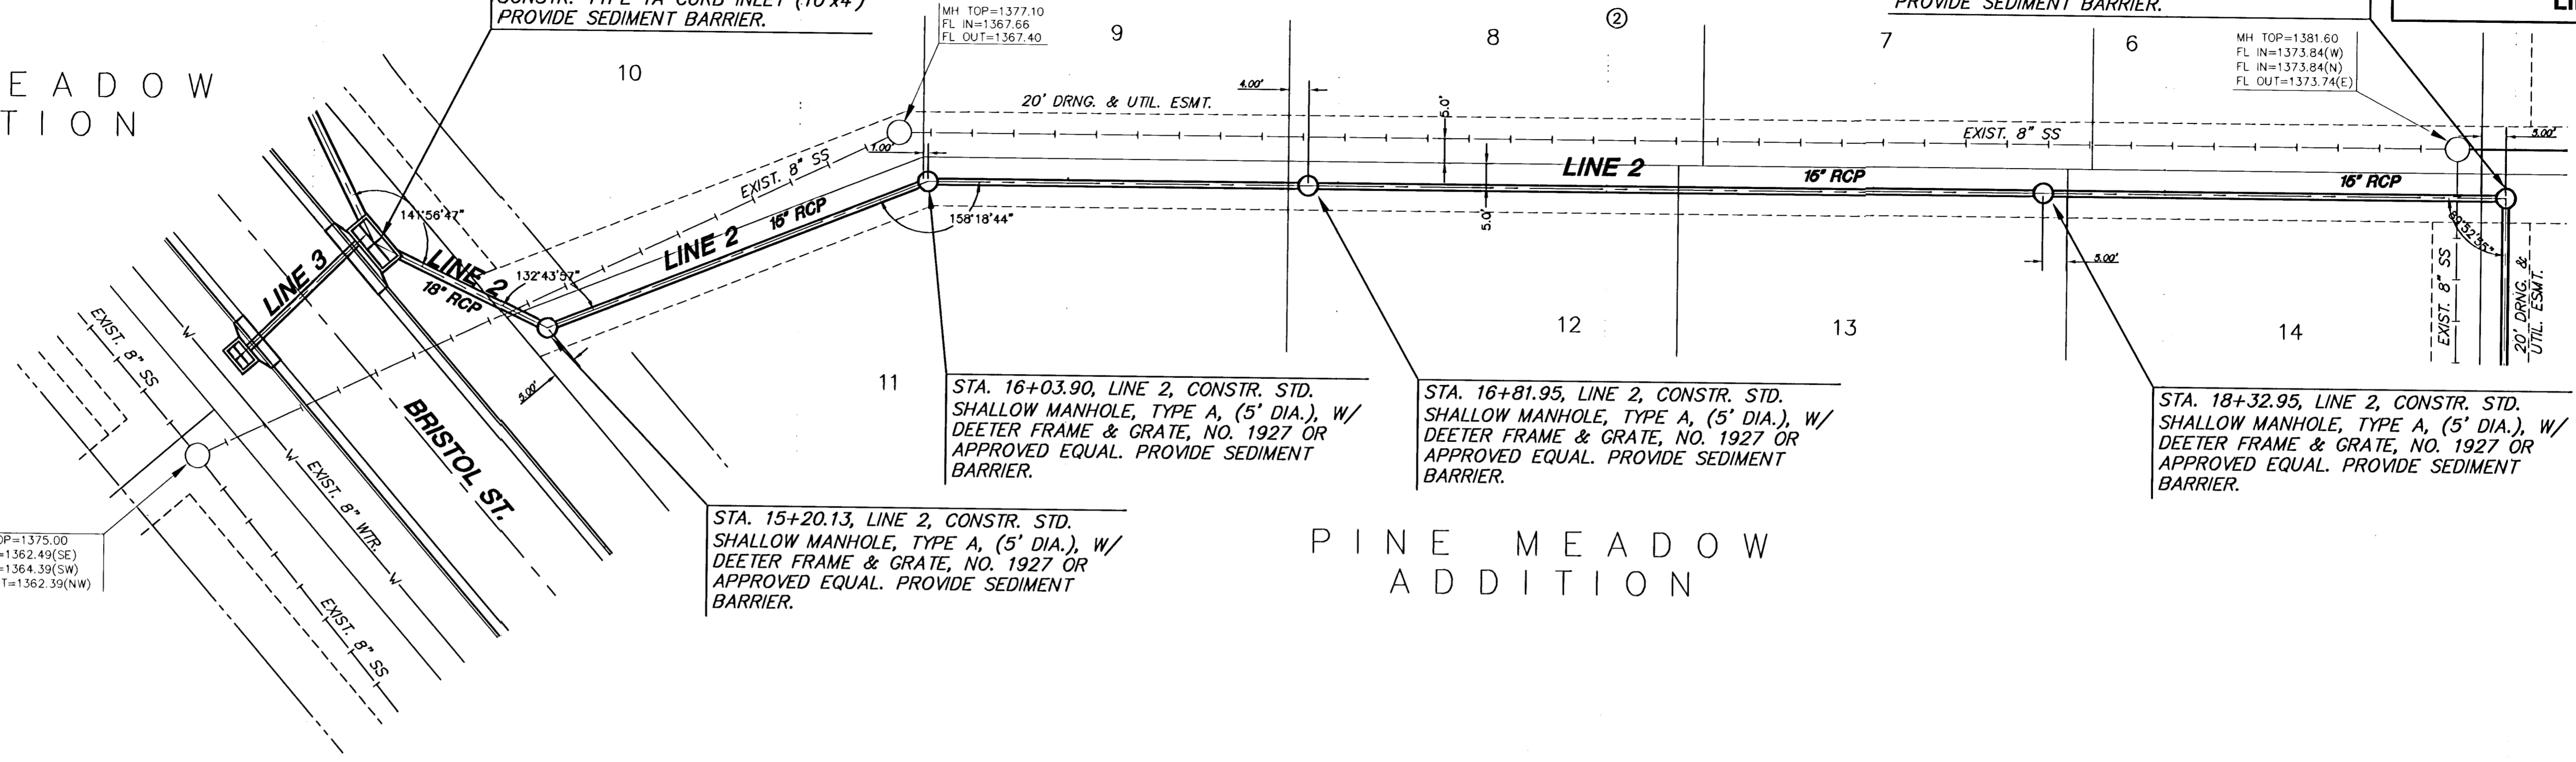 CONSTR. TYPE 1A CURB INLET (10'x4')
PROVIDE SEDIMENT BARRIER.
MH TOP=1377.10
FL IN=1367.66
FL OUT=1367.40
PROVIDE SEDIMENT BARRIER.
MH TOP=1381.60
FL IN=1373.84(W)
FL IN=1373.84(N)
FL OUT=1373.74(E)
EADOW
TION
10
9
8
2
7
6
4.00'
20' DRNG. & UTIL. ESMT.
5.0'
5.0'
EXIST. 8" SS
5.00'
1.00'
EXIST. 8" SS
LINE 2
15" RCP
15" RCP
LINE 2
15" RCP
158°18'44"
141°56'47"
132°43'57"
LINE 2
18" RCP
LINE 3
89°52'35"
5.00'
EXIST. 8" SS
20' DRNG. &
UTIL. ESMT.
EXIST. 8" SS
W
W
EXIST. 8" WTR.
W
EXIST. 8" SS
BRISTOL ST.
5.00'
11
12
13
14
STA. 16+03.90, LINE 2, CONSTR. STD.
SHALLOW MANHOLE, TYPE A, (5' DIA.), W/
DEETER FRAME & GRATE, NO. 1927 OR
APPROVED EQUAL. PROVIDE SEDIMENT
BARRIER.
STA. 16+81.95, LINE 2, CONSTR. STD.
SHALLOW MANHOLE, TYPE A, (5' DIA.), W/
DEETER FRAME & GRATE, NO. 1927 OR
APPROVED EQUAL. PROVIDE SEDIMENT
BARRIER.
STA. 18+32.95, LINE 2, CONSTR. STD.
SHALLOW MANHOLE, TYPE A, (5' DIA.), W/
DEETER FRAME & GRATE, NO. 1927 OR
APPROVED EQUAL. PROVIDE SEDIMENT
BARRIER.
STA. 15+20.13, LINE 2, CONSTR. STD.
SHALLOW MANHOLE, TYPE A, (5' DIA.), W/
DEETER FRAME & GRATE, NO. 1927 OR
APPROVED EQUAL. PROVIDE SEDIMENT
BARRIER.
OP=1375.00
=1362.49(SE)
=1364.39(SW)
T=1362.39(NW)
PINE MEADOW
ADDITION